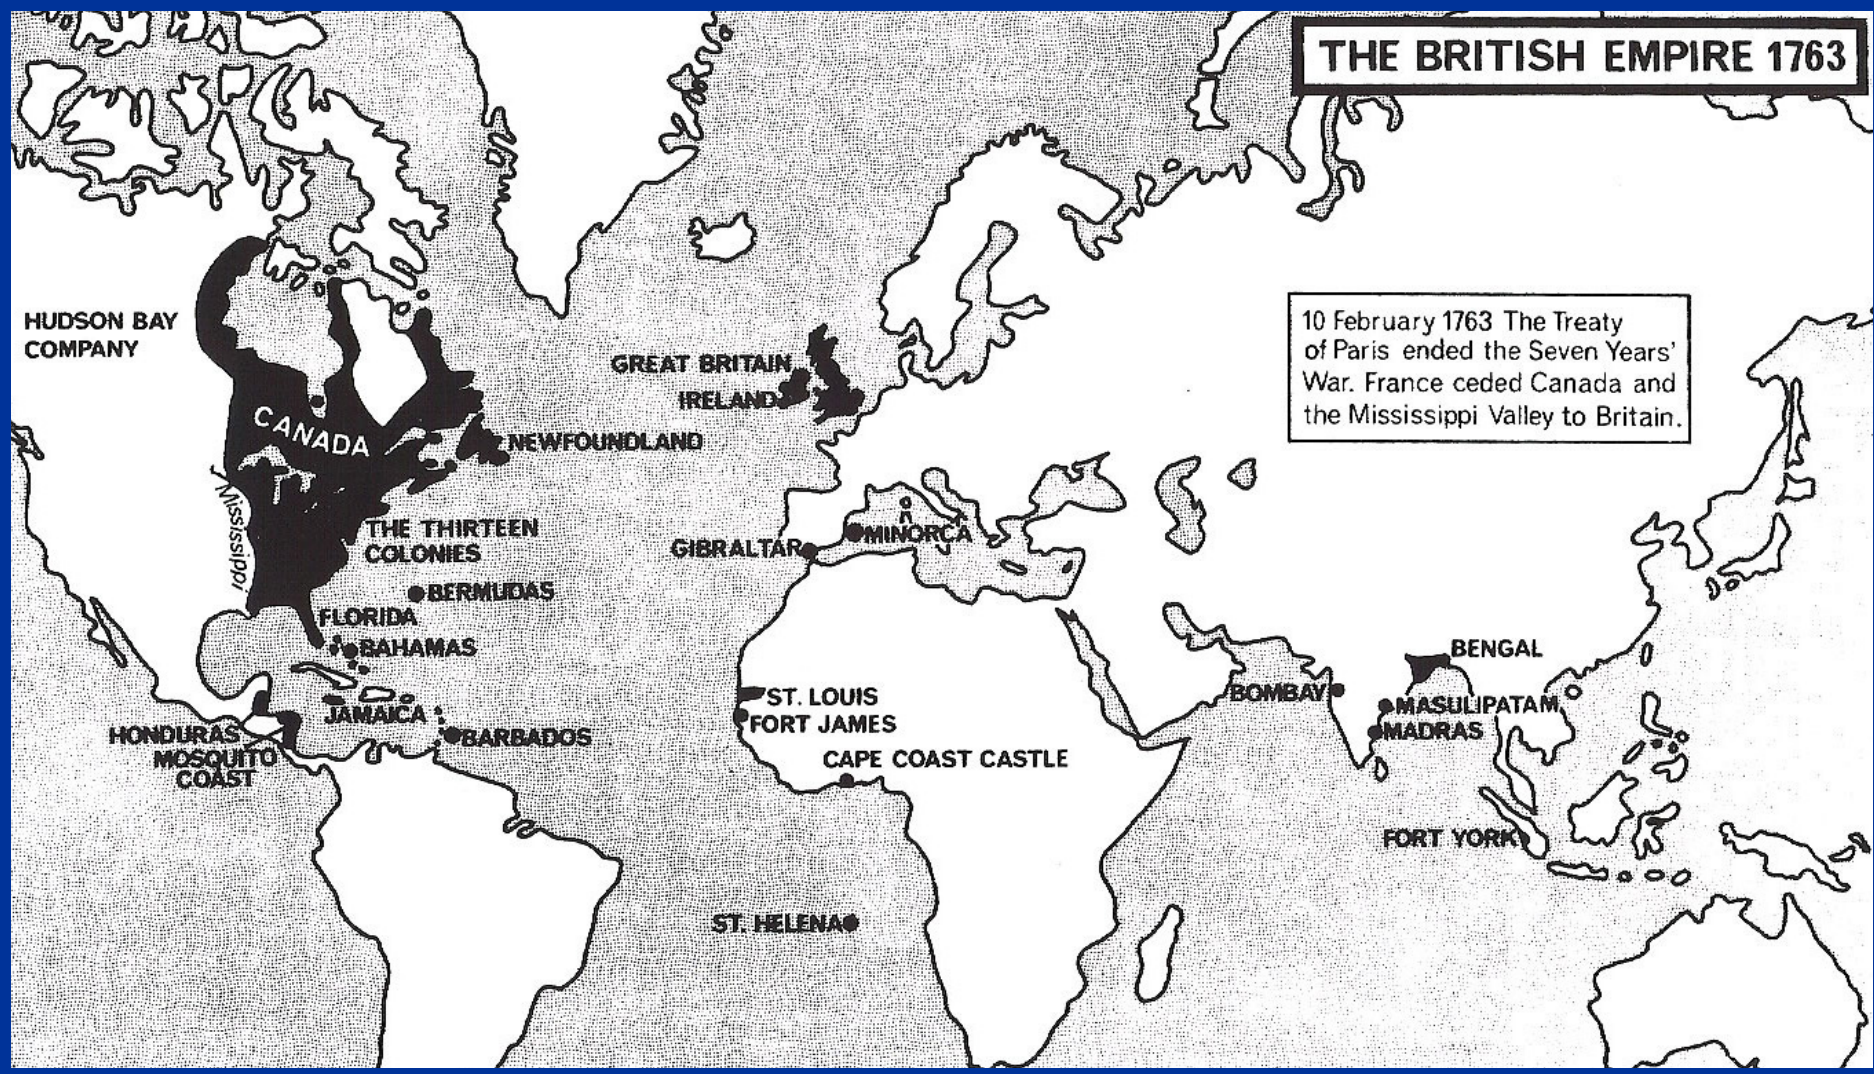 THE BRITISH EMPIRE 1763
10 February 1763 The Treaty
of Paris ended the Seven Years'
War. France ceded Canada and
the Mississippi Valley to Britain.
HUDSON BAY
COMPANY
GREAT BRITAIN
IRELAND
CANADA
NEWFOUNDLAND
Mississippi
THE THIRTEEN
COLONIES
GIBRALTAR
MINORCA
BERMUDAS
FLORIDA
BAHAMAS
BENGAL
ST. LOUIS
BOMBAY
MASULIPATAM
JAMAICA
FORT JAMES
MADRAS
HONDURAS
BARBADOS
MOSQUITO
COAST
CAPE COAST CASTLE
FORT YORK
ST. HELENA